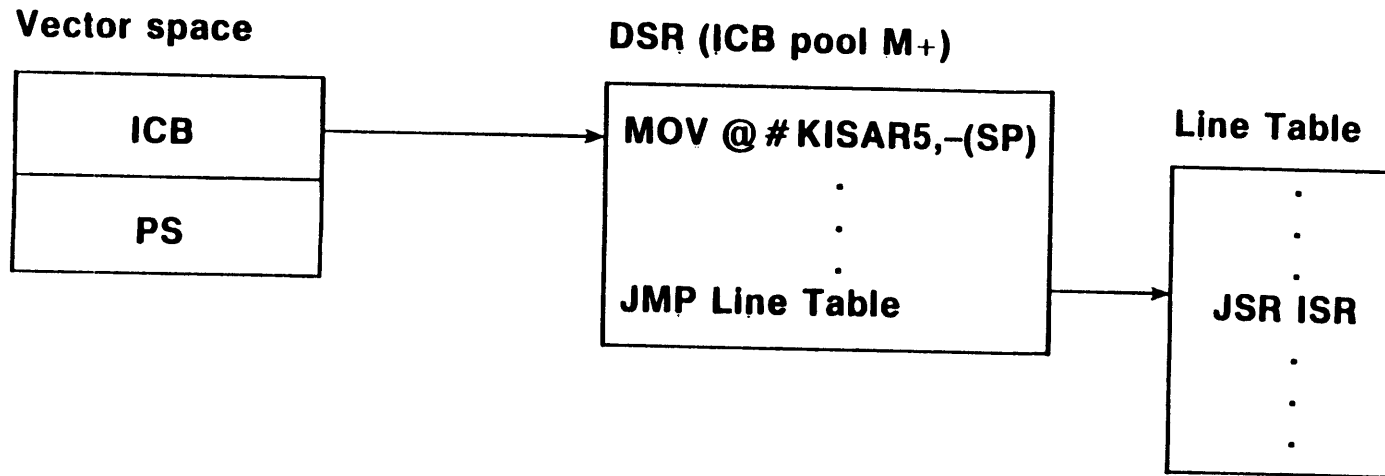 Vector space
ICB
PS
DSR (ICB pool M+)
MOV @ # KISAR5,–(SP)
.
.
.
JMP Line Table
Line Table
.
.
.
JSR ISR
.
.
.